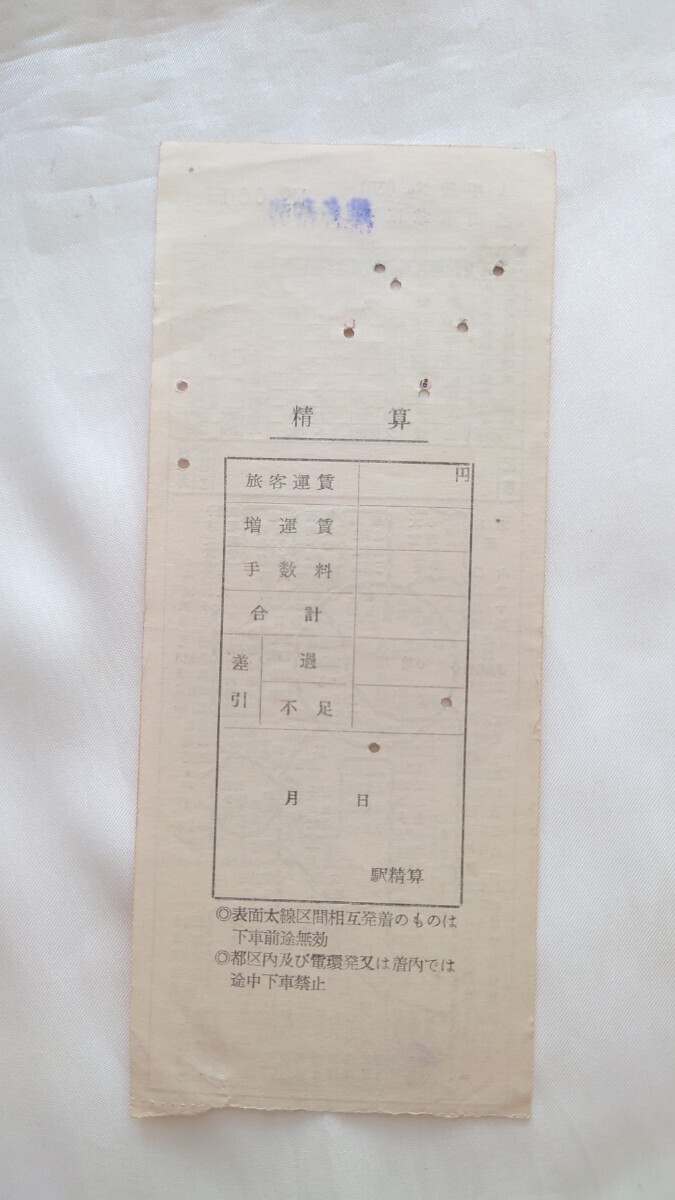 精算
旅客運賃 円
増運賃
手数料
合計
差引 過
不足
月 日
駅精算
◎表面太線区間相互発着のものは
下車前途無効
◎都区内及び電環発又は着内では
途中下車禁止